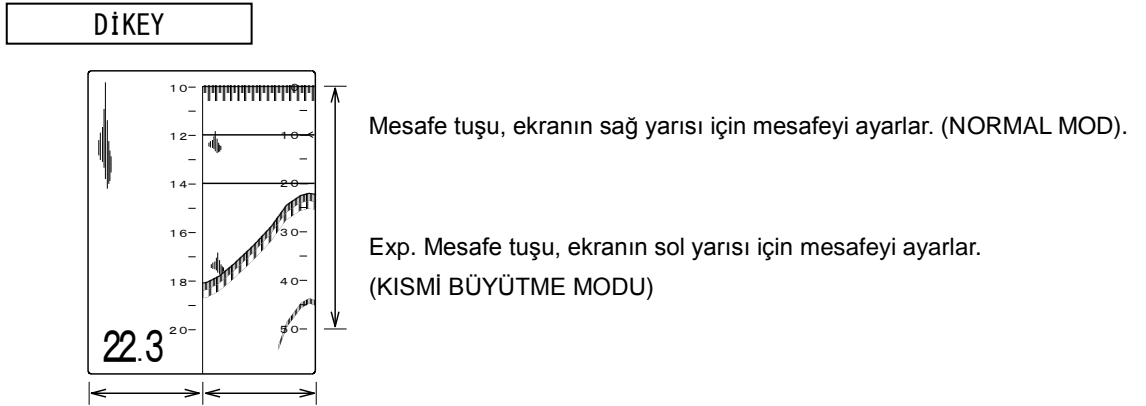 DİKEY
10- 0
12- 10
14- 20
16- 30-
18- 40-
20- 50-
22.3
Mesafe tuşu, ekranın sağ yarısı için mesafeyi ayarlar. (NORMAL MOD).
Exp. Mesafe tuşu, ekranın sol yarısı için mesafeyi ayarlar.
(KISMİ BÜYÜTME MODU)